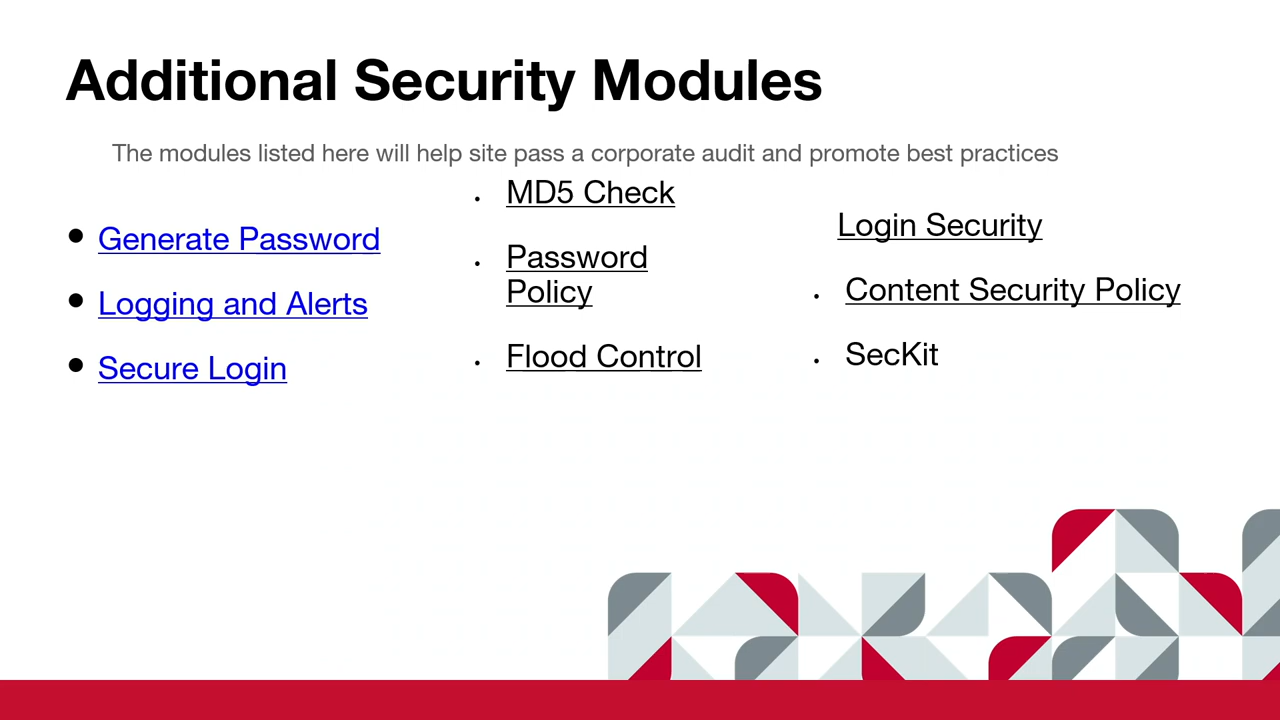 Additional Security Modules
The modules listed here will help site pass a corporate audit and promote best practices
• Generate Password
• Logging and Alerts
• Secure Login
• MD5 Check
• Password
Policy
• Flood Control
Login Security
• Content Security Policy
• SecKit